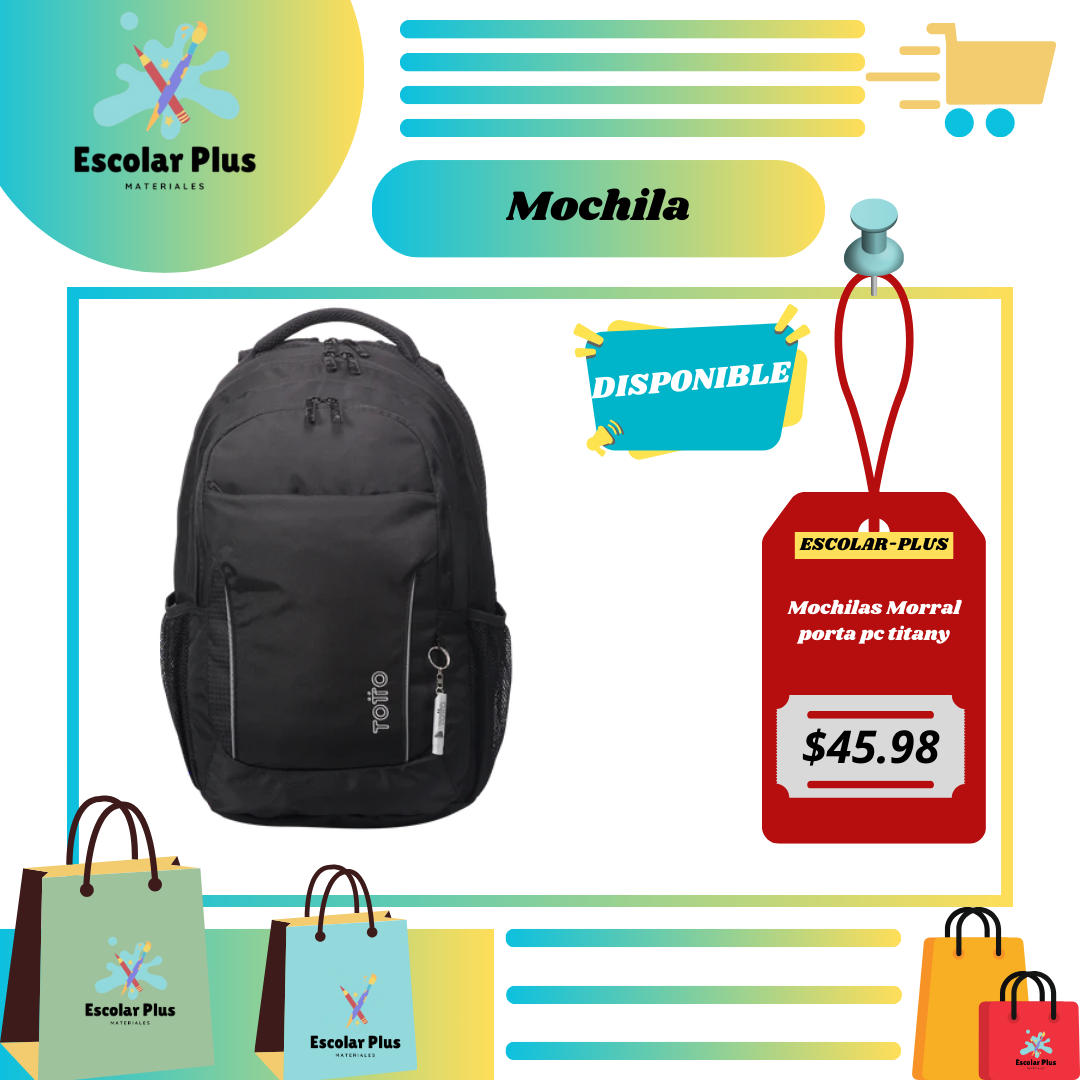 Escolar Plus
MATERIALES
Mochila
DISPONIBLE
ESCOLAR-PLUS
Mochilas Morral
porta pc titany
$45.98
TOTTO
Escolar Plus
MATERIALES
Escolar Plus
MATERIALES
Escolar Plus